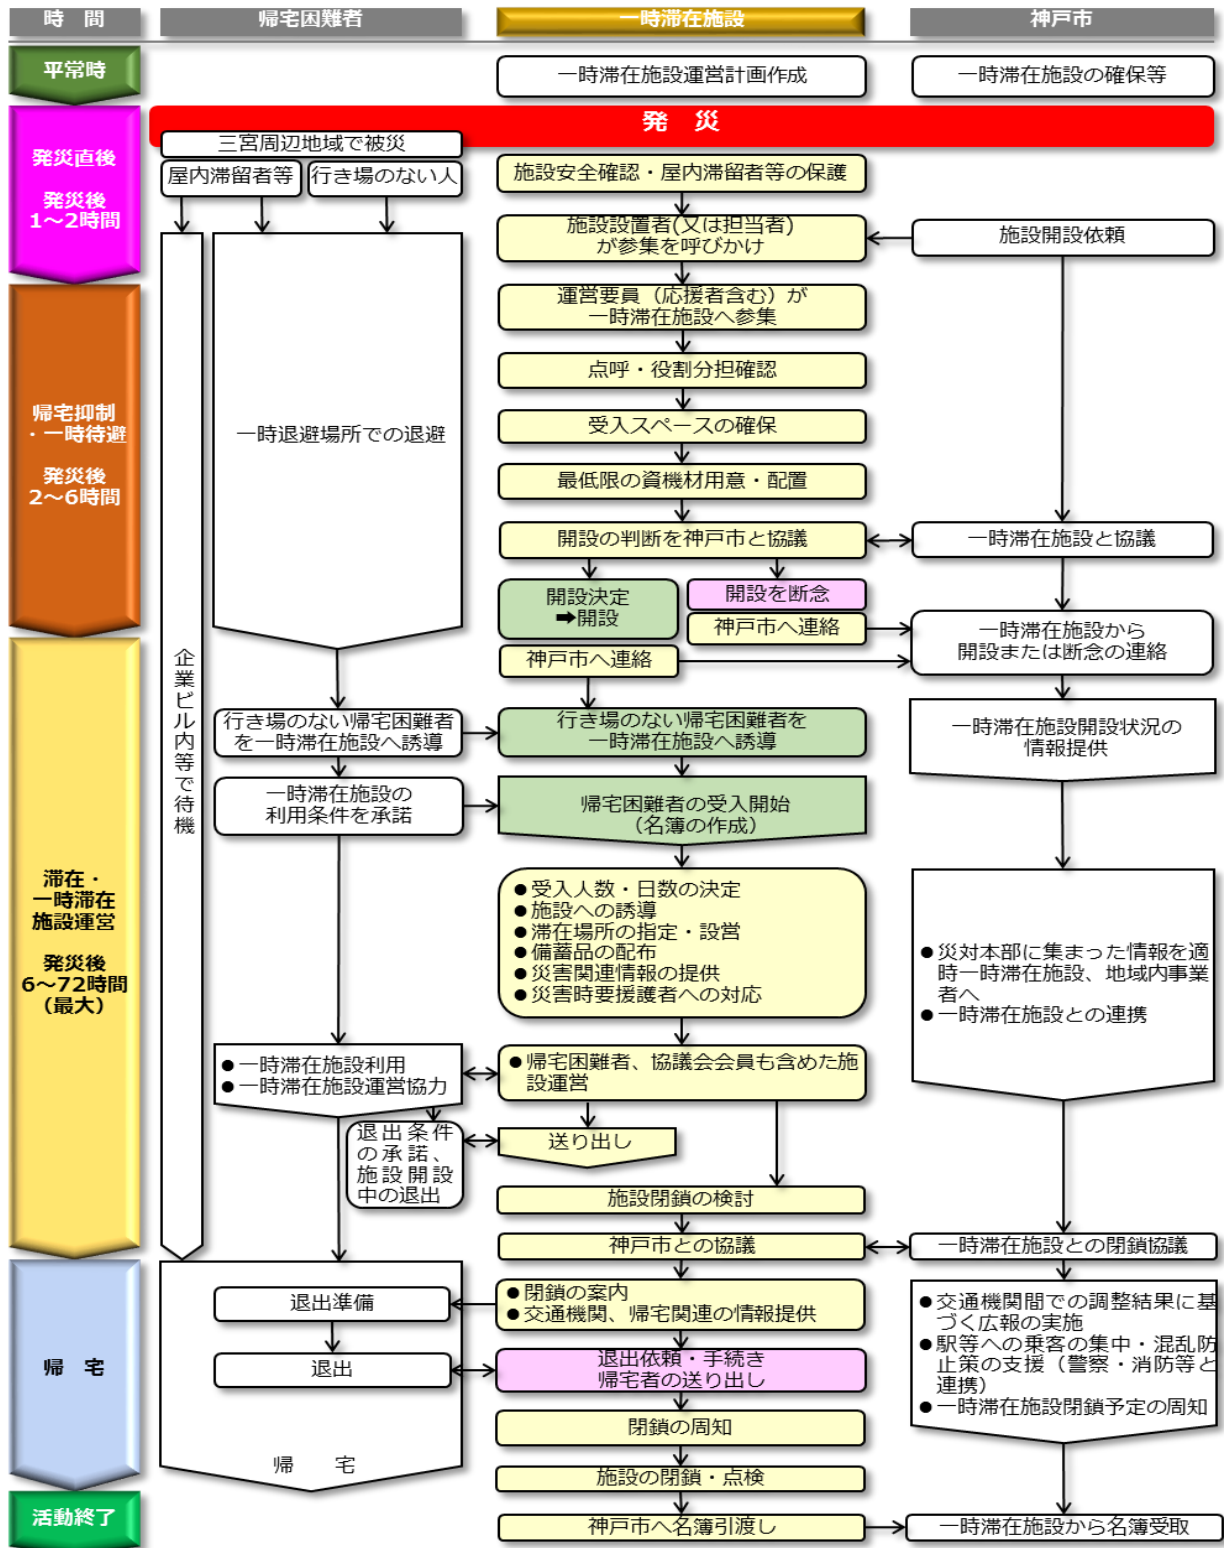 時　間
帰宅困難者
一時滞在施設
神戸市
平常時
一時滞在施設運営計画作成
一時滞在施設の確保等
発　災
発災直後
発災後
1～2時間
三宮周辺地域で被災
屋内滞留者等
行き場のない人
施設安全確認・屋内滞留者等の保護
施設設置者(又は担当者)
が参集を呼びかけ
施設開設依頼
帰宅抑制
・一時待避
発災後
2～6時間
一時退避場所での退避
運営要員（応援者含む）が
一時滞在施設へ参集
点呼・役割分担確認
受入スペースの確保
最低限の資機材用意・配置
開設の判断を神戸市と協議
一時滞在施設と協議
開設決定
➡開設
開設を断念
神戸市へ連絡
神戸市へ連絡
一時滞在施設から
開設または断念の連絡
企業ビル内等で待機
滞在・
一時滞在
施設運営
発災後
6～72時間
（最大）
行き場のない帰宅困難者
を一時滞在施設へ誘導
行き場のない帰宅困難者を
一時滞在施設へ誘導
一時滞在施設開設状況の
情報提供
一時滞在施設の
利用条件を承諾
帰宅困難者の受入開始
（名簿の作成）
●受入人数・日数の決定
●施設への誘導
●滞在場所の指定・設営
●備蓄品の配布
●災害関連情報の提供
●災害時要援護者への対応
●災対本部に集まった情報を適
時一時滞在施設、地域内事業
者へ
●一時滞在施設との連携
●一時滞在施設利用
●一時滞在施設運営協力
●帰宅困難者、協議会会員も含めた施
設運営
退出条件
の承諾、
施設開設
中の退出
送り出し
施設閉鎖の検討
神戸市との協議
一時滞在施設との閉鎖協議
帰　宅
退出準備
●閉鎖の案内
●交通機関、帰宅関連の情報提供
●交通機関間での調整結果に基
づく広報の実施
●駅等への乗客の集中・混乱防
止策の支援（警察・消防等と
連携）
●一時滞在施設閉鎖予定の周知
退出
退出依頼・手続き
帰宅者の送り出し
閉鎖の周知
帰　宅
施設の閉鎖・点検
活動終了
神戸市へ名簿引渡し
一時滞在施設から名簿受取